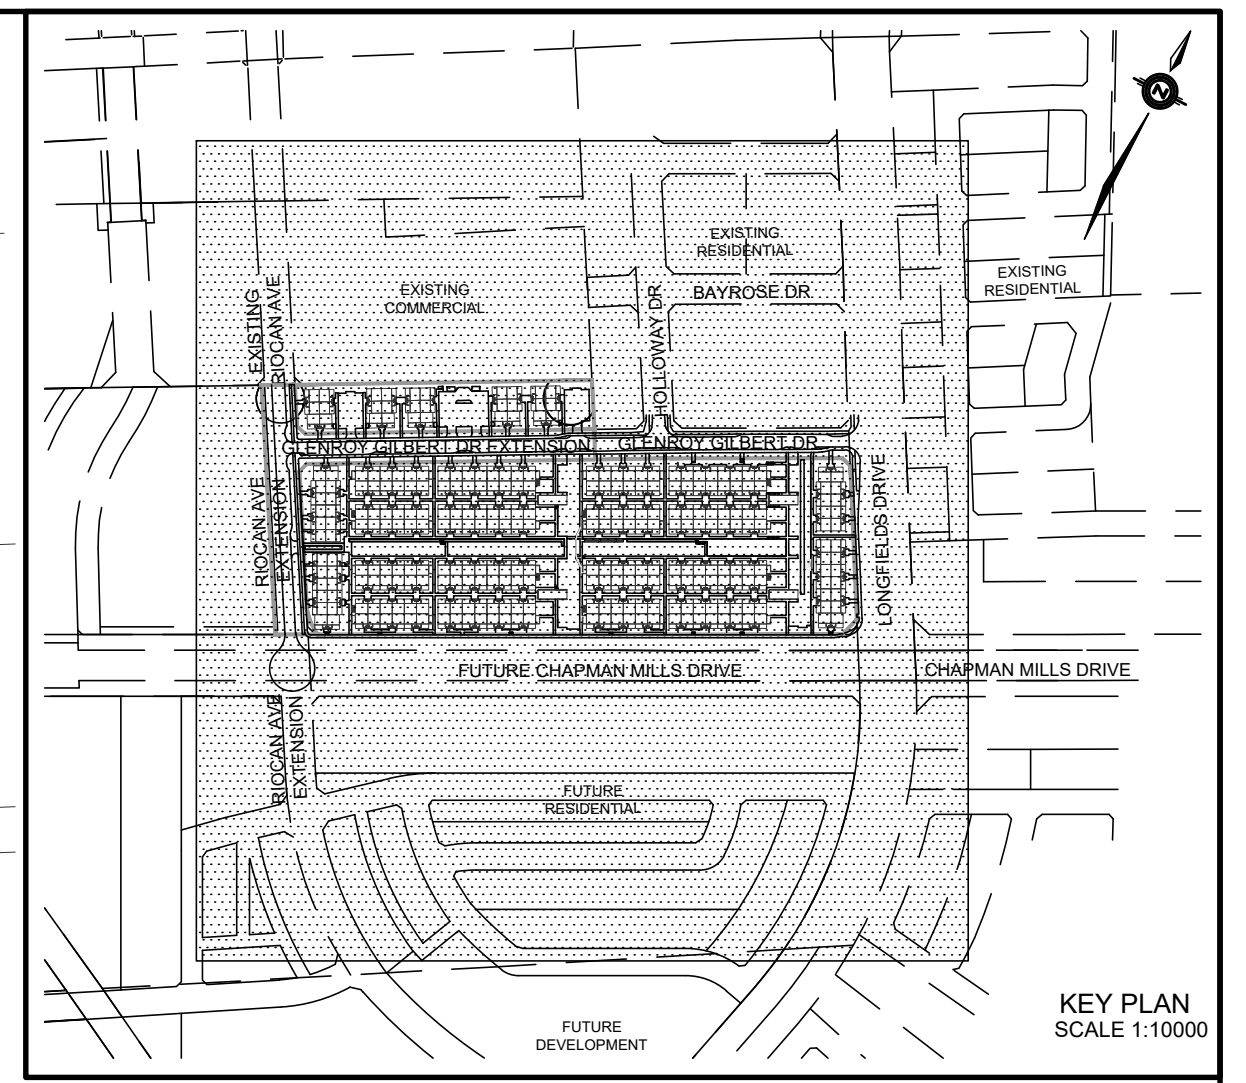 N
EXISTING
RESIDENTIAL
EXISTING
RESIDENTIAL
EXISTING
COMMERCIAL
BAYROSE DR
EXISTING
RIOCAN AVE
HOLLOWAY DR
GLENROY GILBERT DR EXTENSION
GLENROY GILBERT DR
RIOCAN AVE
EXTENSION
LONGFIELDS DRIVE
FUTURE CHAPMAN MILLS DRIVE
CHAPMAN MILLS DRIVE
RIOCAN AVE
EXTENSION
FUTURE
RESIDENTIAL
KEY PLAN
SCALE 1:10000
FUTURE
DEVELOPMENT